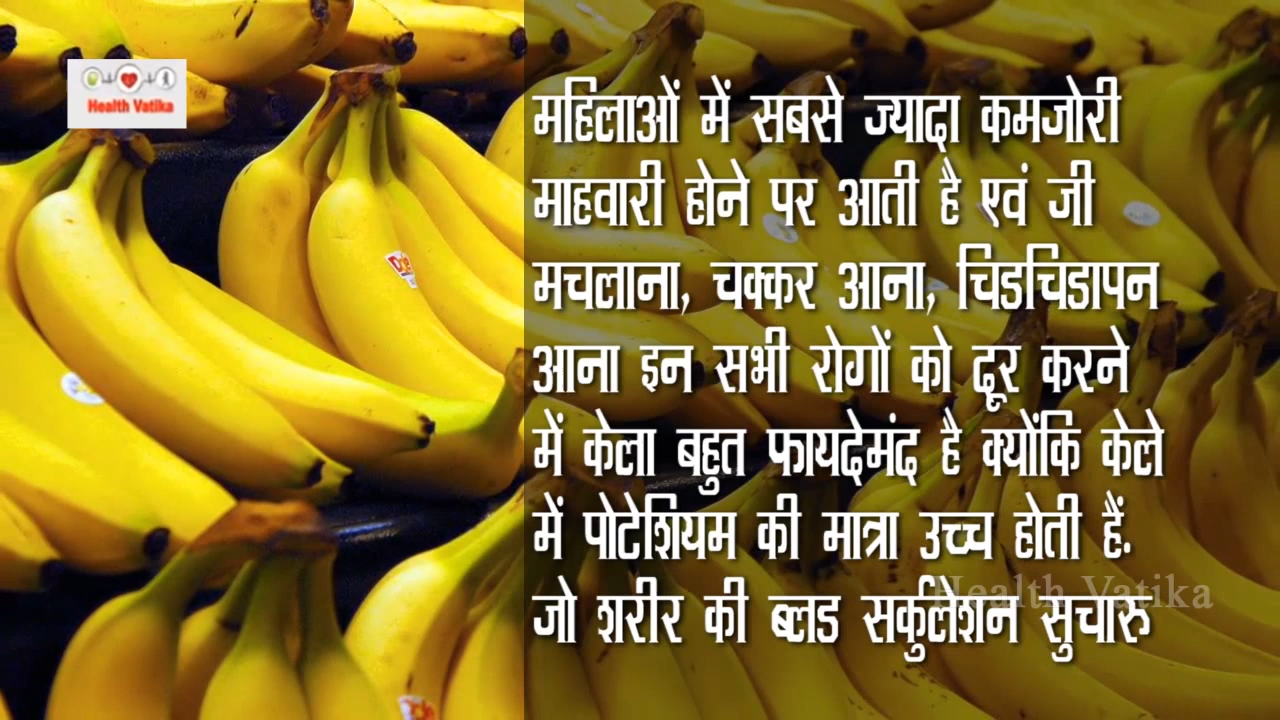 Health Vatika
महिलाओं में सबसे ज्यादा कमजोरी
माहवारी होने पर आती है एवं जी
मचलाना, चक्कर आना, चिडचिडापन
आना इन सभी रोगों को दूर करने
में केला बहुत फायदेमंद है क्योंकि केले
में पोटेशियम की मात्रा उच्च होती हैं.
जो शरीर की ब्लड सर्कुलेशन सुचारु
Health Vatika